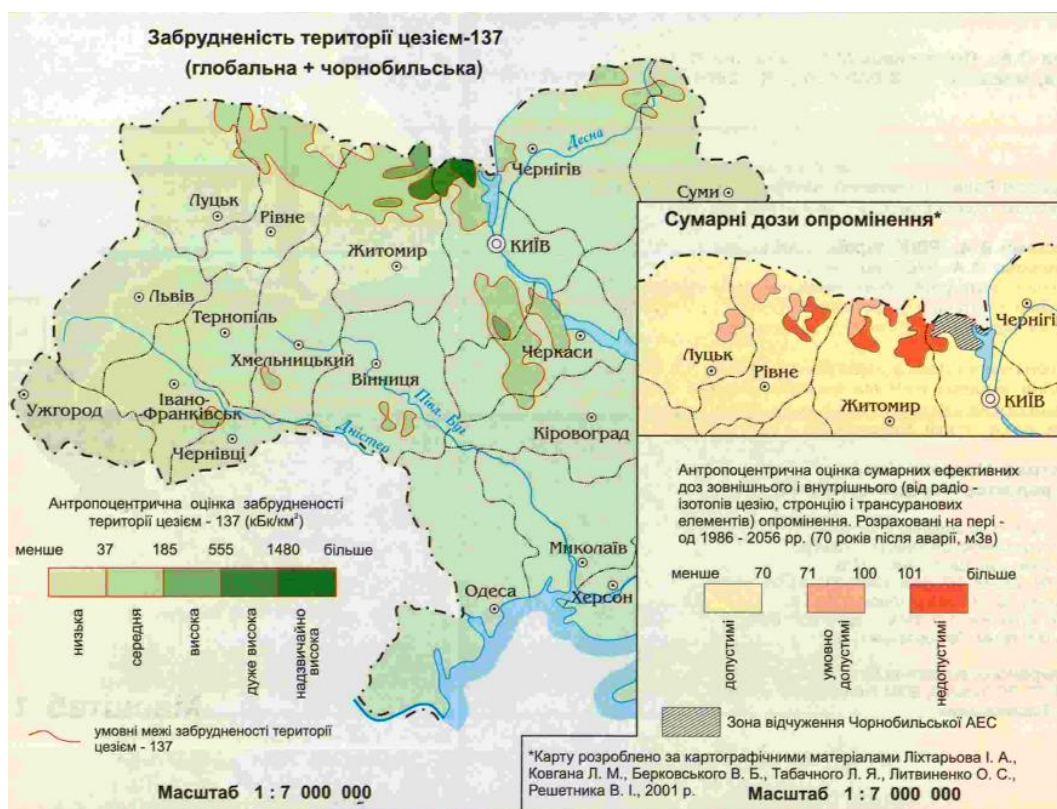 Забрудненість території цезієм-137
(глобальна + чорнобильська)
Десна
Чернігів
Суми
Луцьк
Рівне
КИЇВ
Житомир
Львів
Тернопіль
Хмельницький
Черкаси
Вінниця
Ужгород
Івано-
Франківськ
Півд. Буг
Кіровоград
Дністер
Чернівці
Миколаїв
Одеса
Херсон
Антропоцентрична оцінка забрудненості
території цезієм - 137 (кБк/км²)
менше 37 185 555 1480 більше
низька
середня
висока
дуже висока
надзвичайно
висока
умовні межі забрудненості території
цезієм - 137
Масштаб 1 : 7 000 000
Сумарні дози опромінення*
Чернігів
Луцьк
Рівне
Житомир
КИЇВ
Антропоцентрична оцінка сумарних ефективних
доз зовнішнього і внутрішнього (від радіо -
ізотопів цезію, стронцію і трансуранових
елементів) опромінення. Розраховані на пері -
од 1986 - 2056 рр. (70 років після аварії, мЗв)
менше 70 71 100 101 більше
допустимі
умовно
допустимі
недопустимі
Зона відчуження Чорнобильської АЕС
*Карту розроблено за картографічними матеріалами Ліхтарьова І. А.,
Ковгана Л. М., Берковського В. Б., Табачного Л. Я., Литвиненко О. С.,
Решетника В. І., 2001 р.
Масштаб 1 : 7 000 000